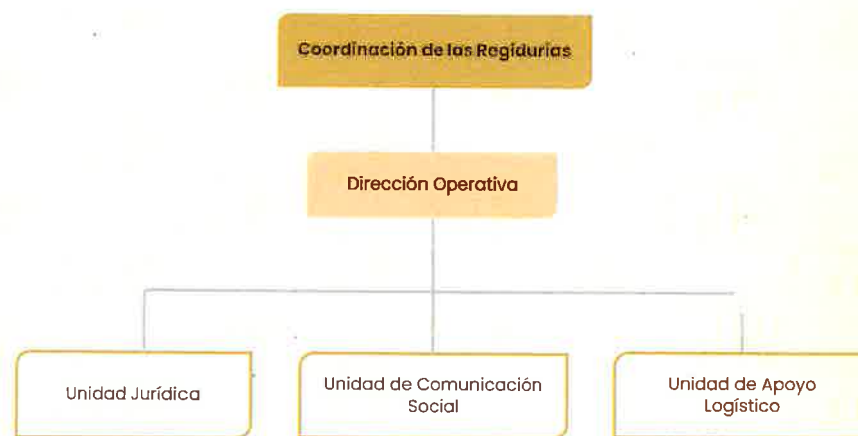 Coordinación de las Regidurías
Dirección Operativa
Unidad Jurídica
Unidad de Comunicación
Social
Unidad de Apoyo
Logístico